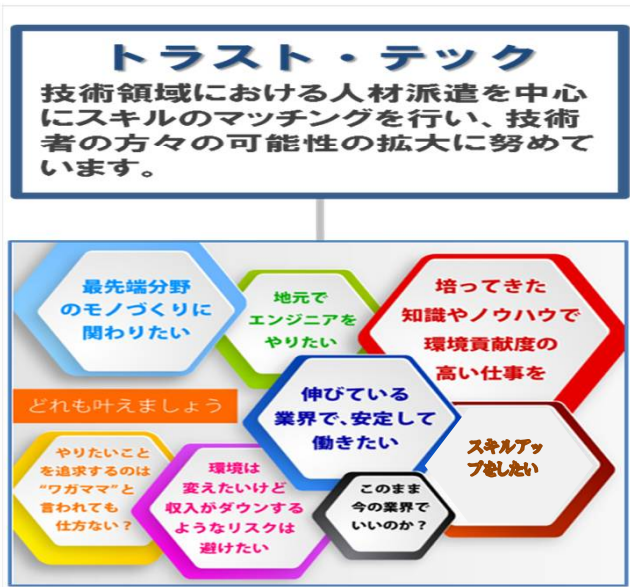 トラスト・テック
技術領域における人材派遣を中心
にスキルのマッチングを行い、技術
者の方々の可能性の拡大に努めて
います。
最先端分野
のモノづくりに
関わりたい
地元で
エンジニアを
やりたい
培ってきた
知識やノウハウで
環境貢献度の
高い仕事を
どれも叶えましょう
伸びている
業界で、安定して
働きたい
スキルアッ
プをしたい
やりたいこと
を追求するのは
“ワガママ”と
言われても
仕方ない？
環境は
変えたいけど
収入がダウンする
ようなリスクは
避けたい
このまま
今の業界で
いいのか？